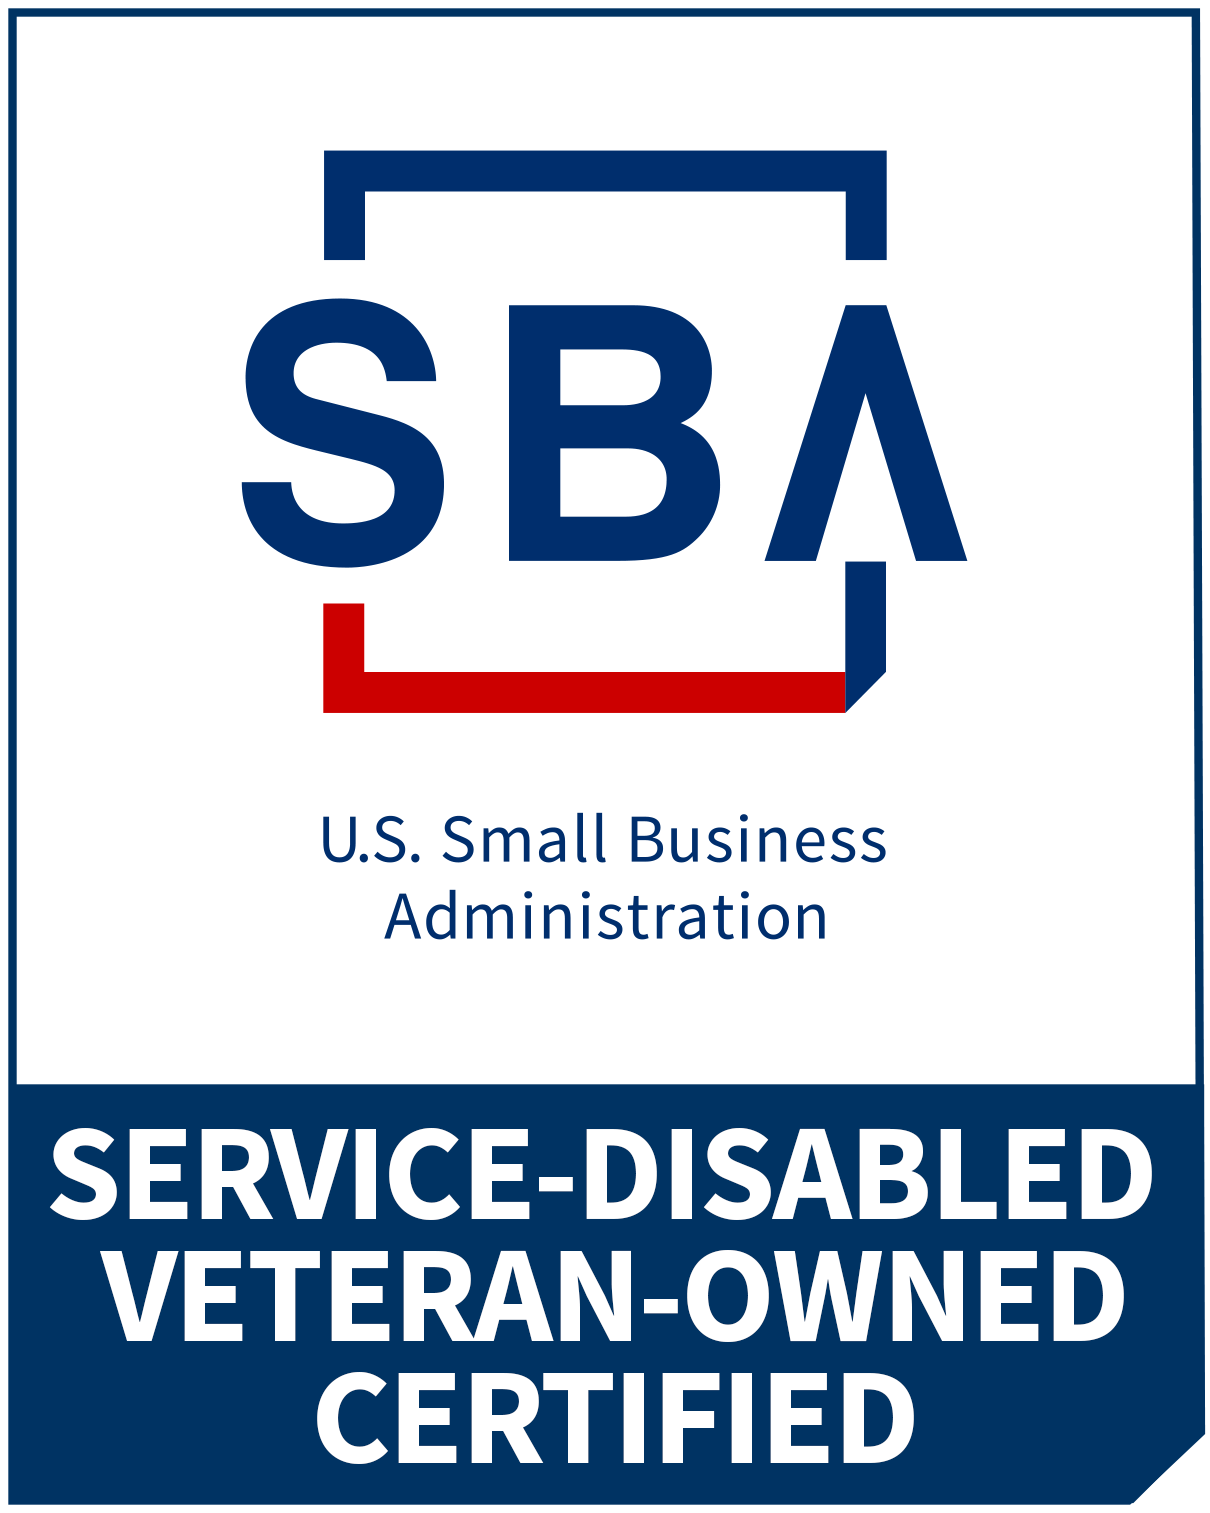 SBA
U.S. Small Business
Administration
SERVICE-DISABLED
VETERAN-OWNED
CERTIFIED